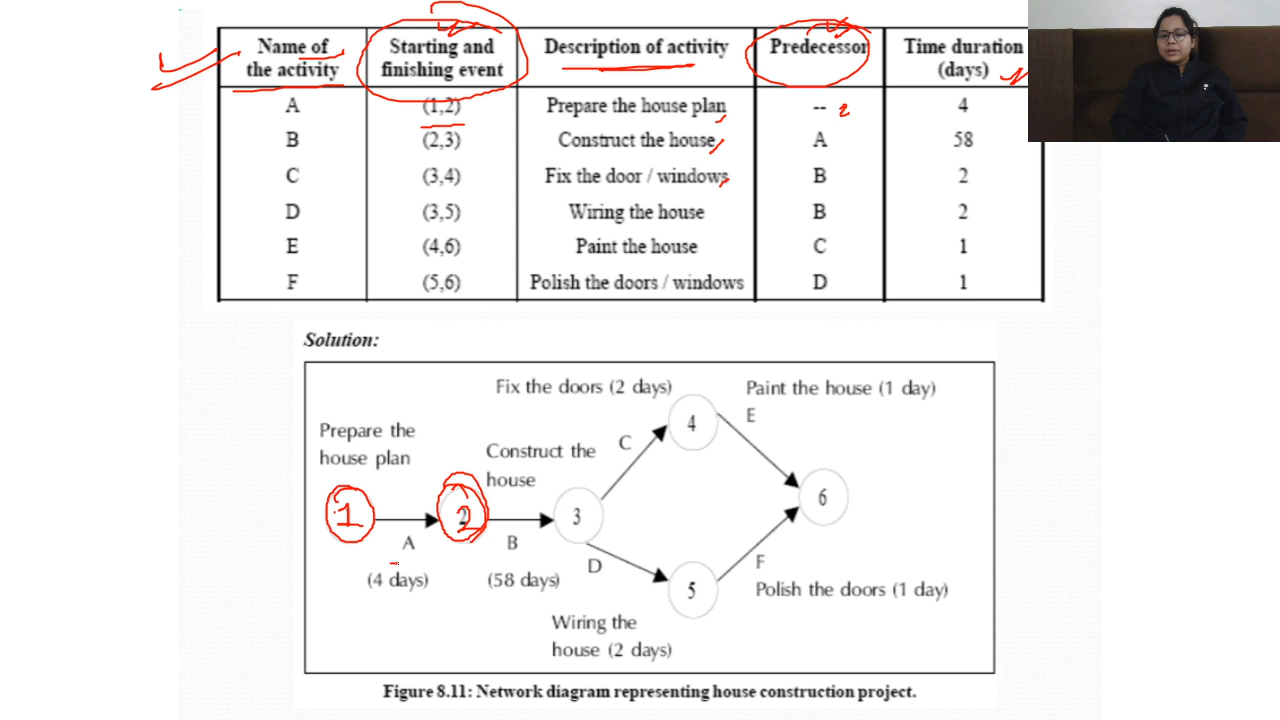 Name of the activity
Starting and finishing event
Description of activity
Predecessor
Time duration (days)
A (1,2) Prepare the house plan -- 4
B (2,3) Construct the house A 58
C (3,4) Fix the door / windows B 2
D (3,5) Wiring the house B 2
E (4,6) Paint the house C 1
F (5,6) Polish the doors / windows D 1
Solution:
Fix the doors (2 days)
Paint the house (1 day)
4
E
Prepare the
house plan
C
Construct the
house
6
1
2
3
A
B
D
F
(4 days)
(58 days)
5
Polish the doors (1 day)
Wiring the
house (2 days)
Figure 8.11: Network diagram representing house construction project.